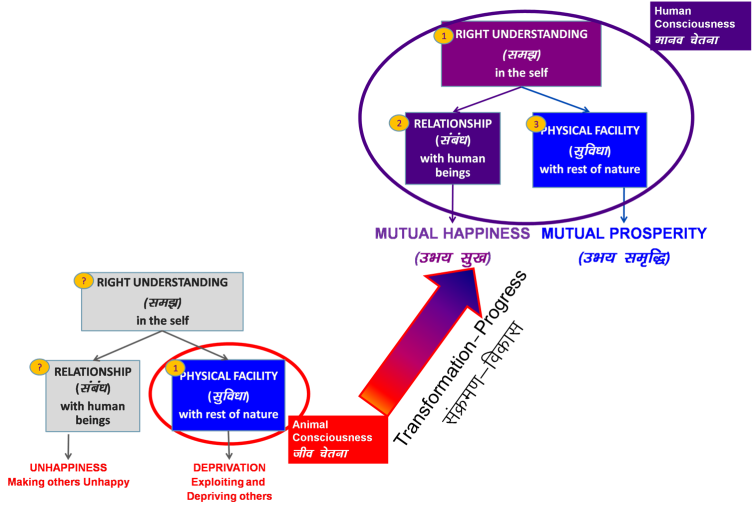 Human
Consciousness
मानव चेतना
1
RIGHT UNDERSTANDING
(समझ)
in the self
2
RELATIONSHIP
(संबंध)
with human
beings
3
PHYSICAL FACILITY
(सुविधा)
with rest of nature
MUTUAL HAPPINESS
(उभय सुख)
MUTUAL PROSPERITY
(उभय समृद्धि)
?
RIGHT UNDERSTANDING
(समझ)
in the self
?
RELATIONSHIP
(संबंध)
with human
beings
1
PHYSICAL FACILITY
(सुविधा)
with rest of nature
Animal
Consciousness
जीव चेतना
UNHAPPINESS
Making others Unhappy
DEPRIVATION
Exploiting and
Depriving others
Transformation–Progress
संक्रमण–विकास